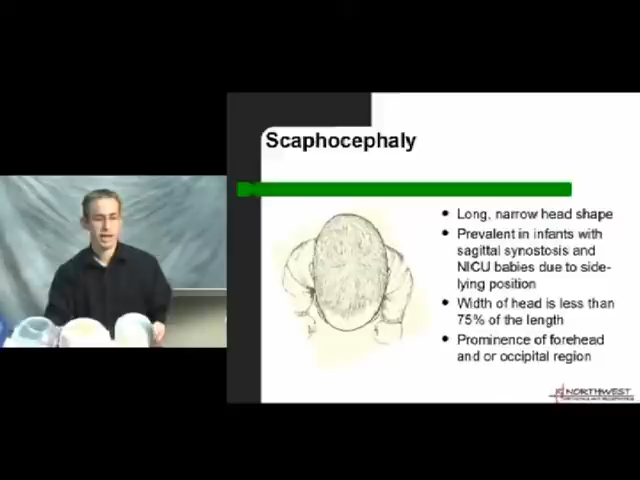 Scaphocephaly
Long, narrow head shape
Prevalent in infants with
sagittal synostosis and
NICU babies due to side-
lying position
Width of head is less than
75% of the length
Prominence of forehead
and or occipital region
NORTHWEST